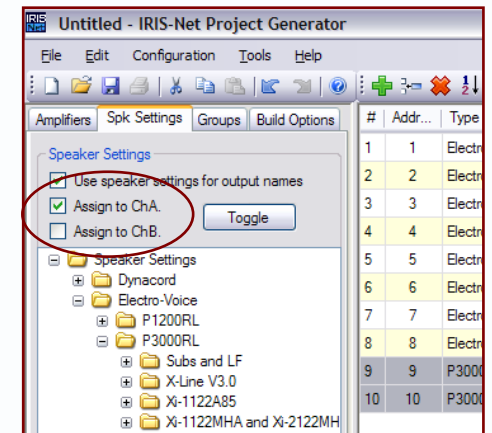 IRIS Net Untitled - IRIS-Net Project Generator
File Edit Configuration Tools Help
Amplifiers Spk Settings Groups Build Options
# Addr... Type
Speaker Settings
Use speaker settings for output names
Assign to ChA.
Assign to ChB.
Toggle
Speaker Settings
Dynacord
Electro-Voice
P1200RL
P3000RL
Subs and LF
X-Line V3.0
Xi-1122A85
Xi-1122MHA and Xi-2122MH
1 1 Electr
2 2 Electr
3 3 Electr
4 4 Electr
5 5 Electr
6 6 Electr
7 7 Electr
8 8 Electr
9 9 P3000
10 10 P3000